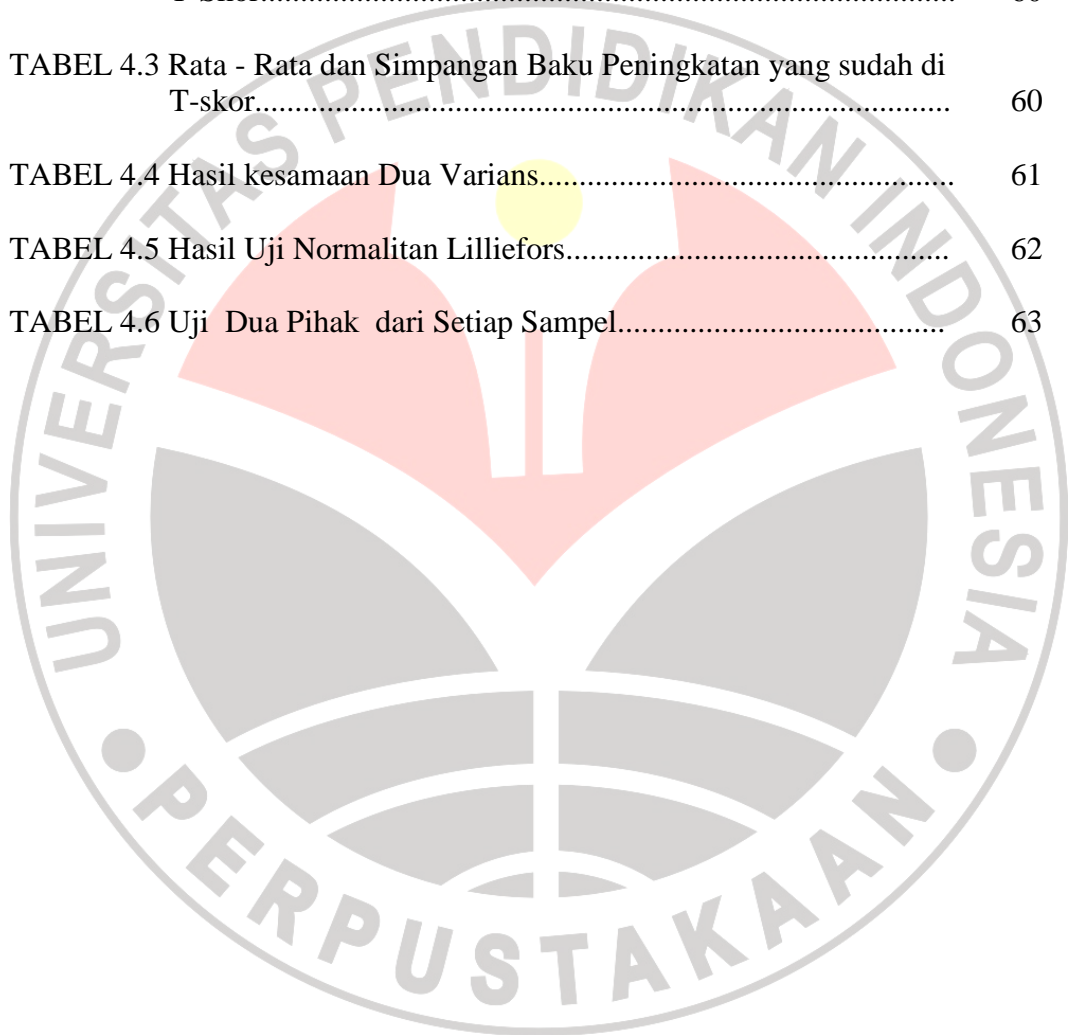 TABEL 4.3 Rata - Rata dan Simpangan Baku Peningkatan yang sudah di
T-skor...................................................................................... 60
TABEL 4.4 Hasil kesamaan Dua Varians.................................................... 61
TABEL 4.5 Hasil Uji Normalitan Lilliefors............................................... 62
TABEL 4.6 Uji Dua Pihak dari Setiap Sampel........................................ 63
UNIVERSITAS PENDIDIKAN INDONESIA
PERPUSTAKAAN